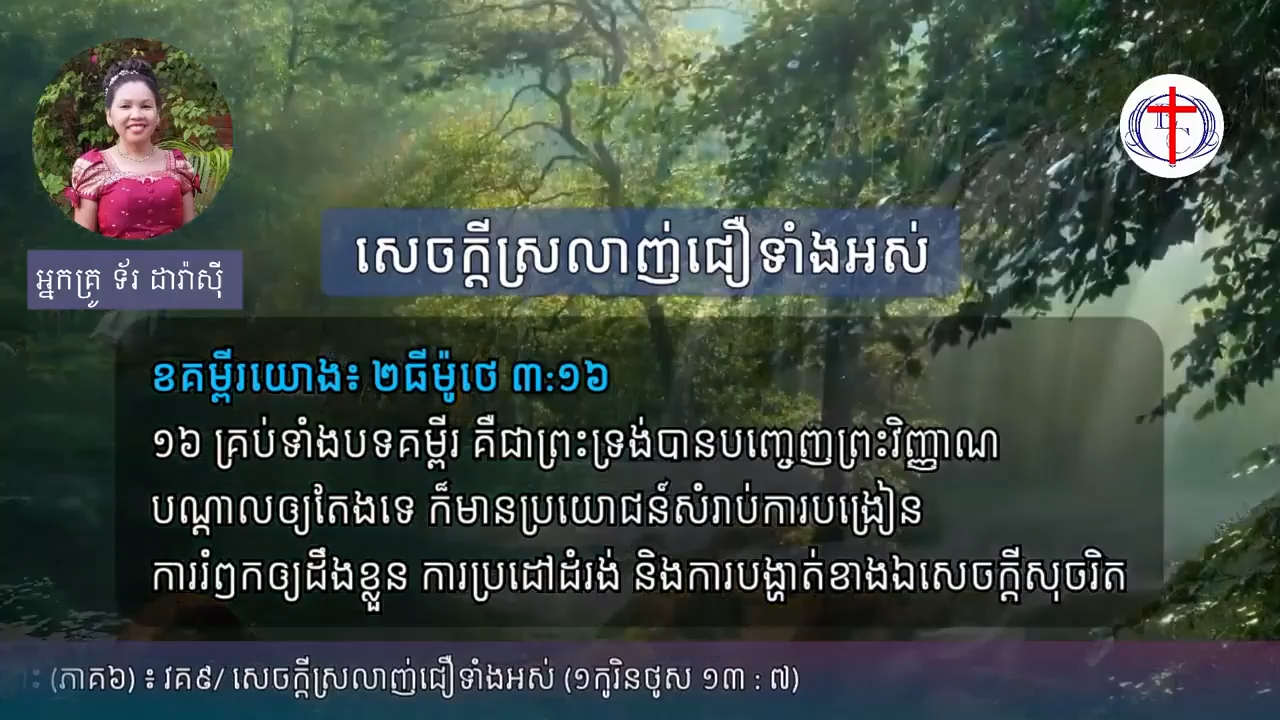 អ្នកគ្រូ ទ័រ ដារ៉ាស៊ី
សេចក្ដីស្រលាញ់ជឿទាំងអស់
ខគម្ពីរយោង៖ ២ធីម៉ូថេ ៣:១៦
១៦ គ្រប់ទាំងបទគម្ពីរ គឺជាព្រះទ្រង់បានបញ្ចេញព្រះវិញ្ញាណ
បណ្តាលឲ្យតែងទេ ក៏មានប្រយោជន៍សំរាប់ការបង្រៀន
ការរំឭកឲ្យដឹងខ្លួន ការប្រដៅដំរង់ និងការបង្ហាត់ខាងឯសេចក្ដីសុចរិត
(ភាគ៦) ៖ វគ៩/ សេចក្ដីស្រលាញ់ជឿទាំងអស់ (១កូរិនថូស ១៣ : ៧)